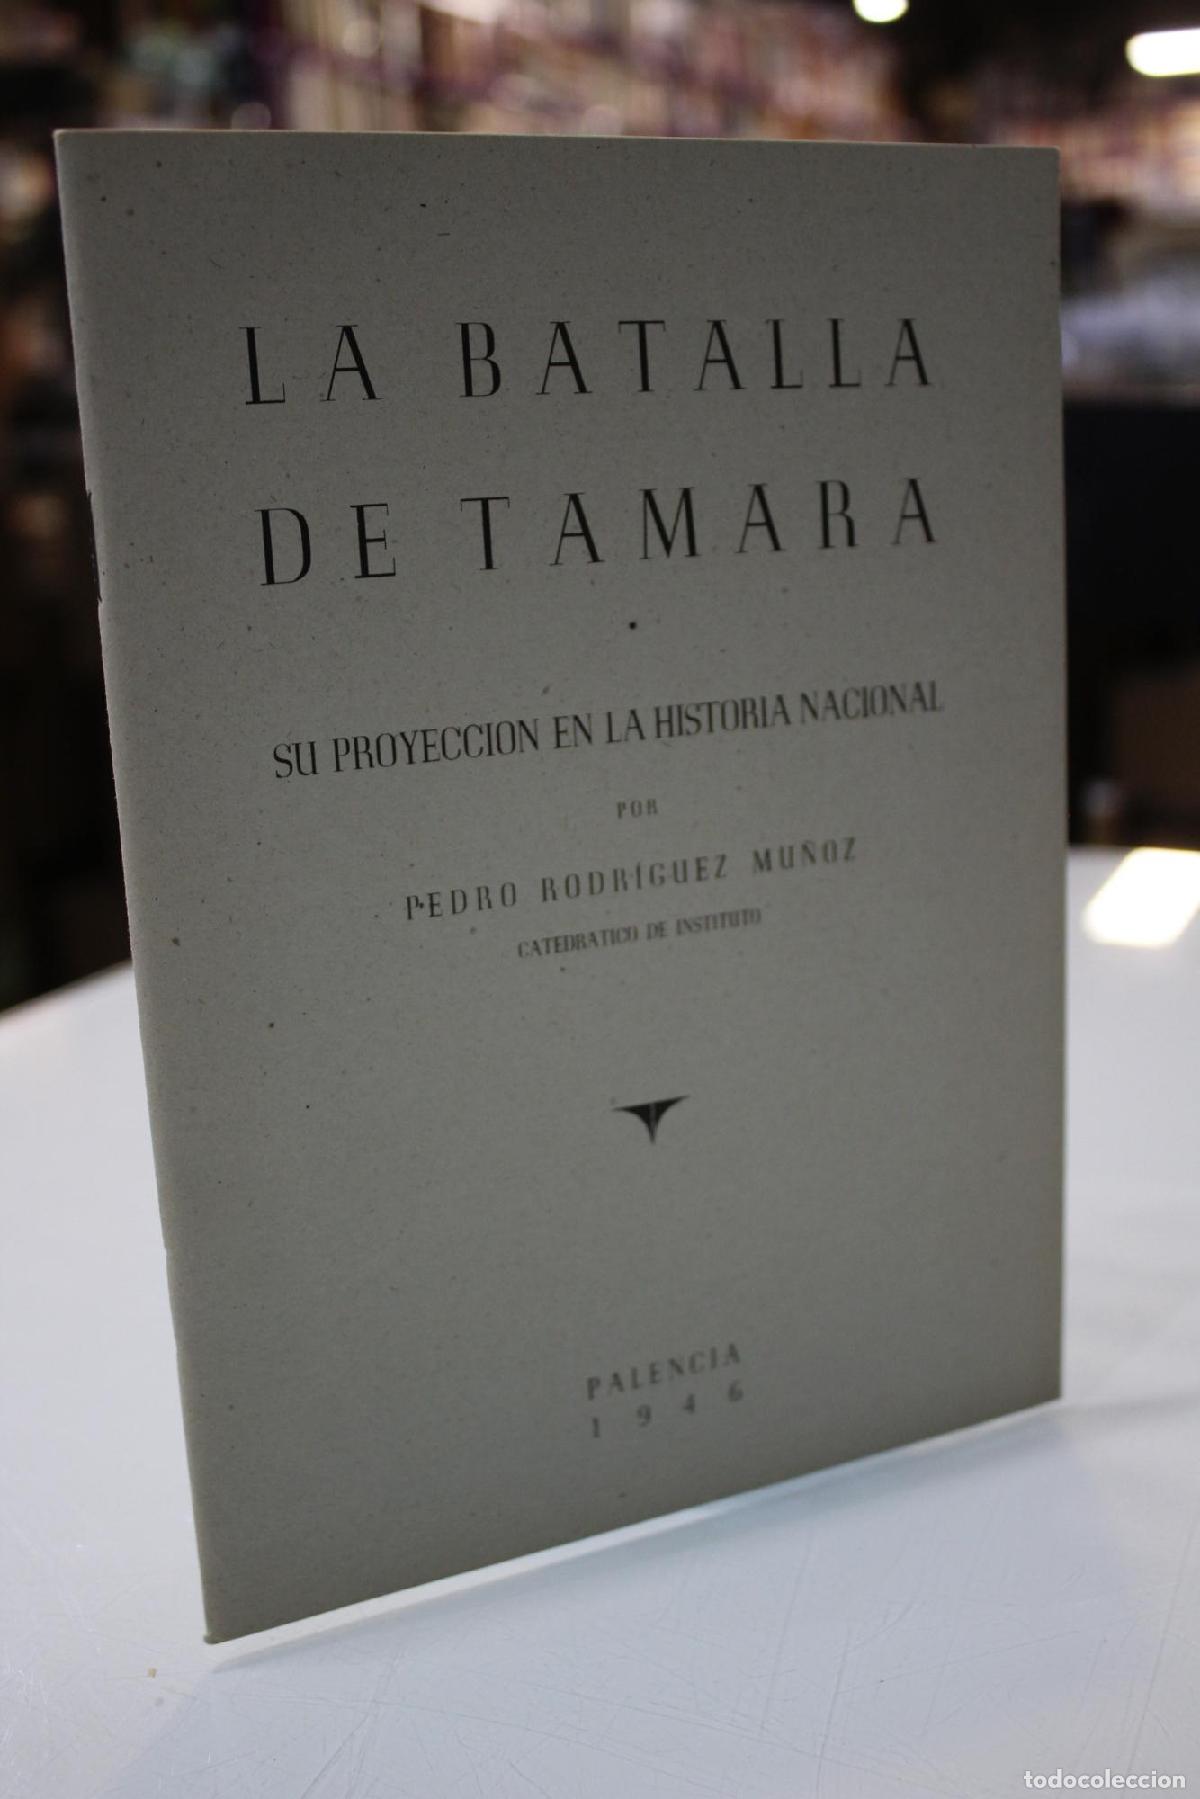 LA BATALLA
DE TAMARA
SU PROYECCION EN LA HISTORIA NACIONAL
POR
PEDRO RODRÍGUEZ MUÑOZ
CATEDRATICO DE INSTITUTO
PALENCIA
1946
todocoleccion